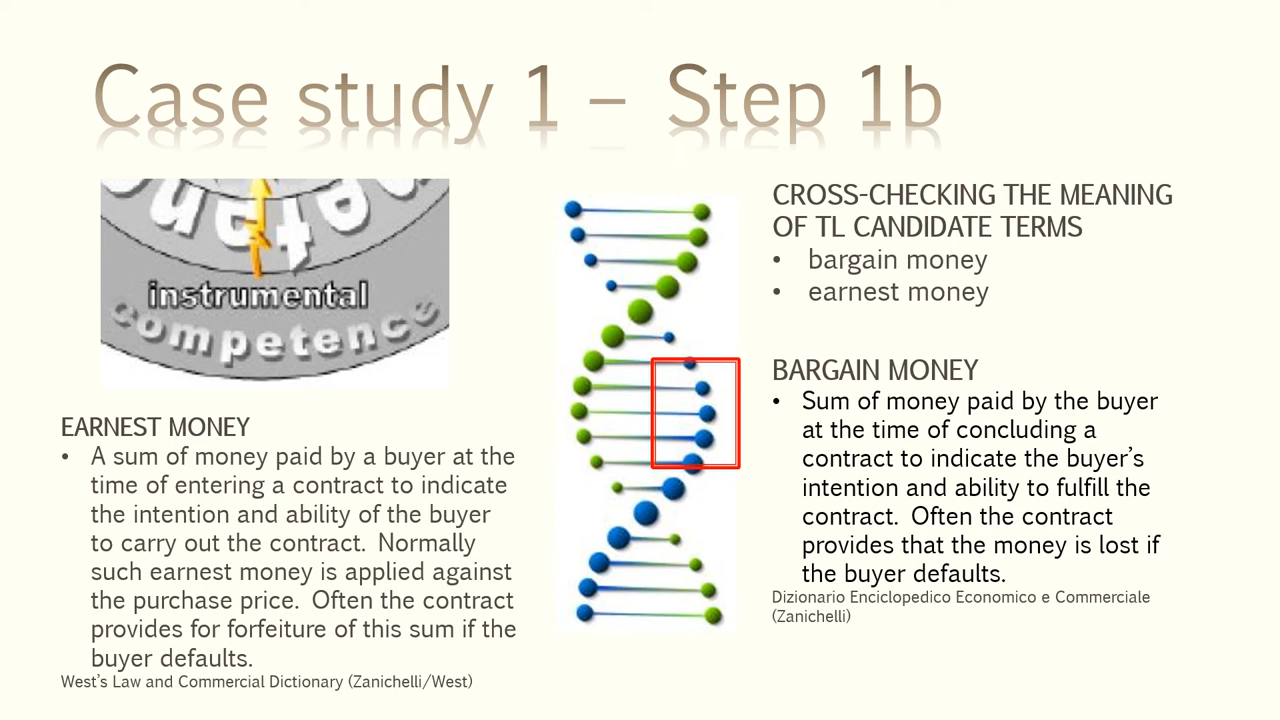 Case study 1 – Step 1b
instrumental
competence
CROSS-CHECKING THE MEANING
OF TL CANDIDATE TERMS
• bargain money
• earnest money
EARNEST MONEY
• A sum of money paid by a buyer at the
time of entering a contract to indicate
the intention and ability of the buyer
to carry out the contract.  Normally
such earnest money is applied against
the purchase price.  Often the contract
provides for forfeiture of this sum if the
buyer defaults.
West’s Law and Commercial Dictionary (Zanichelli/West)
BARGAIN MONEY
• Sum of money paid by the buyer
at the time of concluding a
contract to indicate the buyer’s
intention and ability to fulfill the
contract.  Often the contract
provides that the money is lost if
the buyer defaults.
Dizionario Enciclopedico Economico e Commerciale
(Zanichelli)